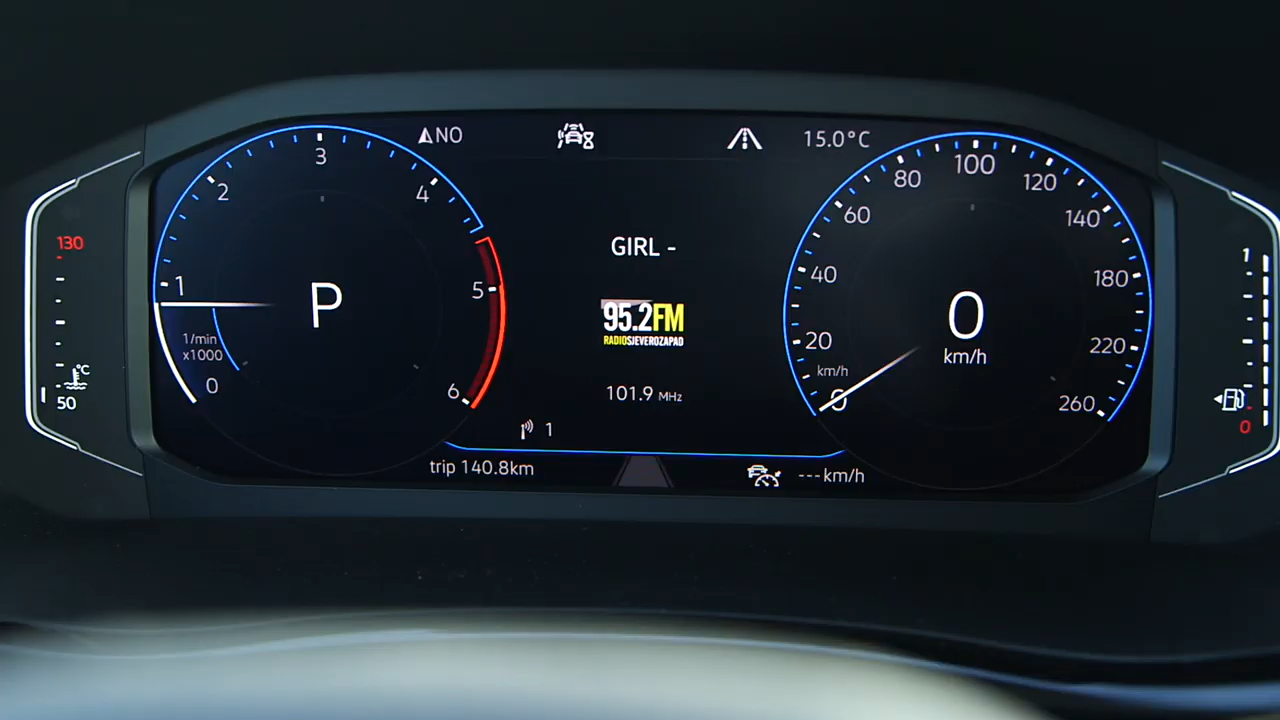 NO
15.0°C
3
2
4
1
5
6
0
P
1/min
x1000
GIRL -
95.2FM
RADIOSJEVEROZAPAD
101.9 MHz
1
trip 140.8km
--- km/h
0
20
40
60
80
100
120
140
180
220
260
km/h
0
km/h
130
°C
50
1
0